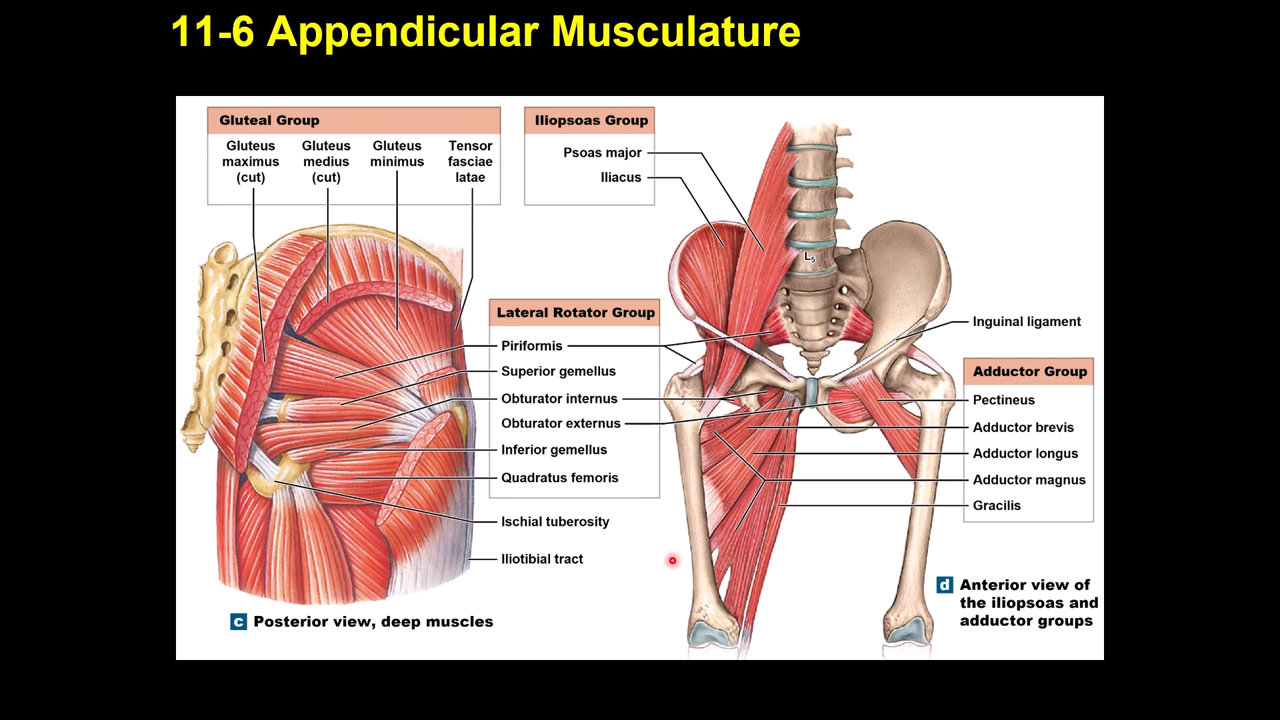 11-6 Appendicular Musculature
Gluteal Group
Gluteus
maximus
(cut)
Gluteus
medius
(cut)
Gluteus
minimus
Tensor
fasciae
latae
Iliopsoas Group
Psoas major
Iliacus
L5
Lateral Rotator Group
Piriformis
Superior gemellus
Obturator internus
Obturator externus
Inferior gemellus
Quadratus femoris
Ischial tuberosity
Iliotibial tract
Inguinal ligament
Adductor Group
Pectineus
Adductor brevis
Adductor longus
Adductor magnus
Gracilis
c Posterior view, deep muscles
d Anterior view of
the iliopsoas and
adductor groups